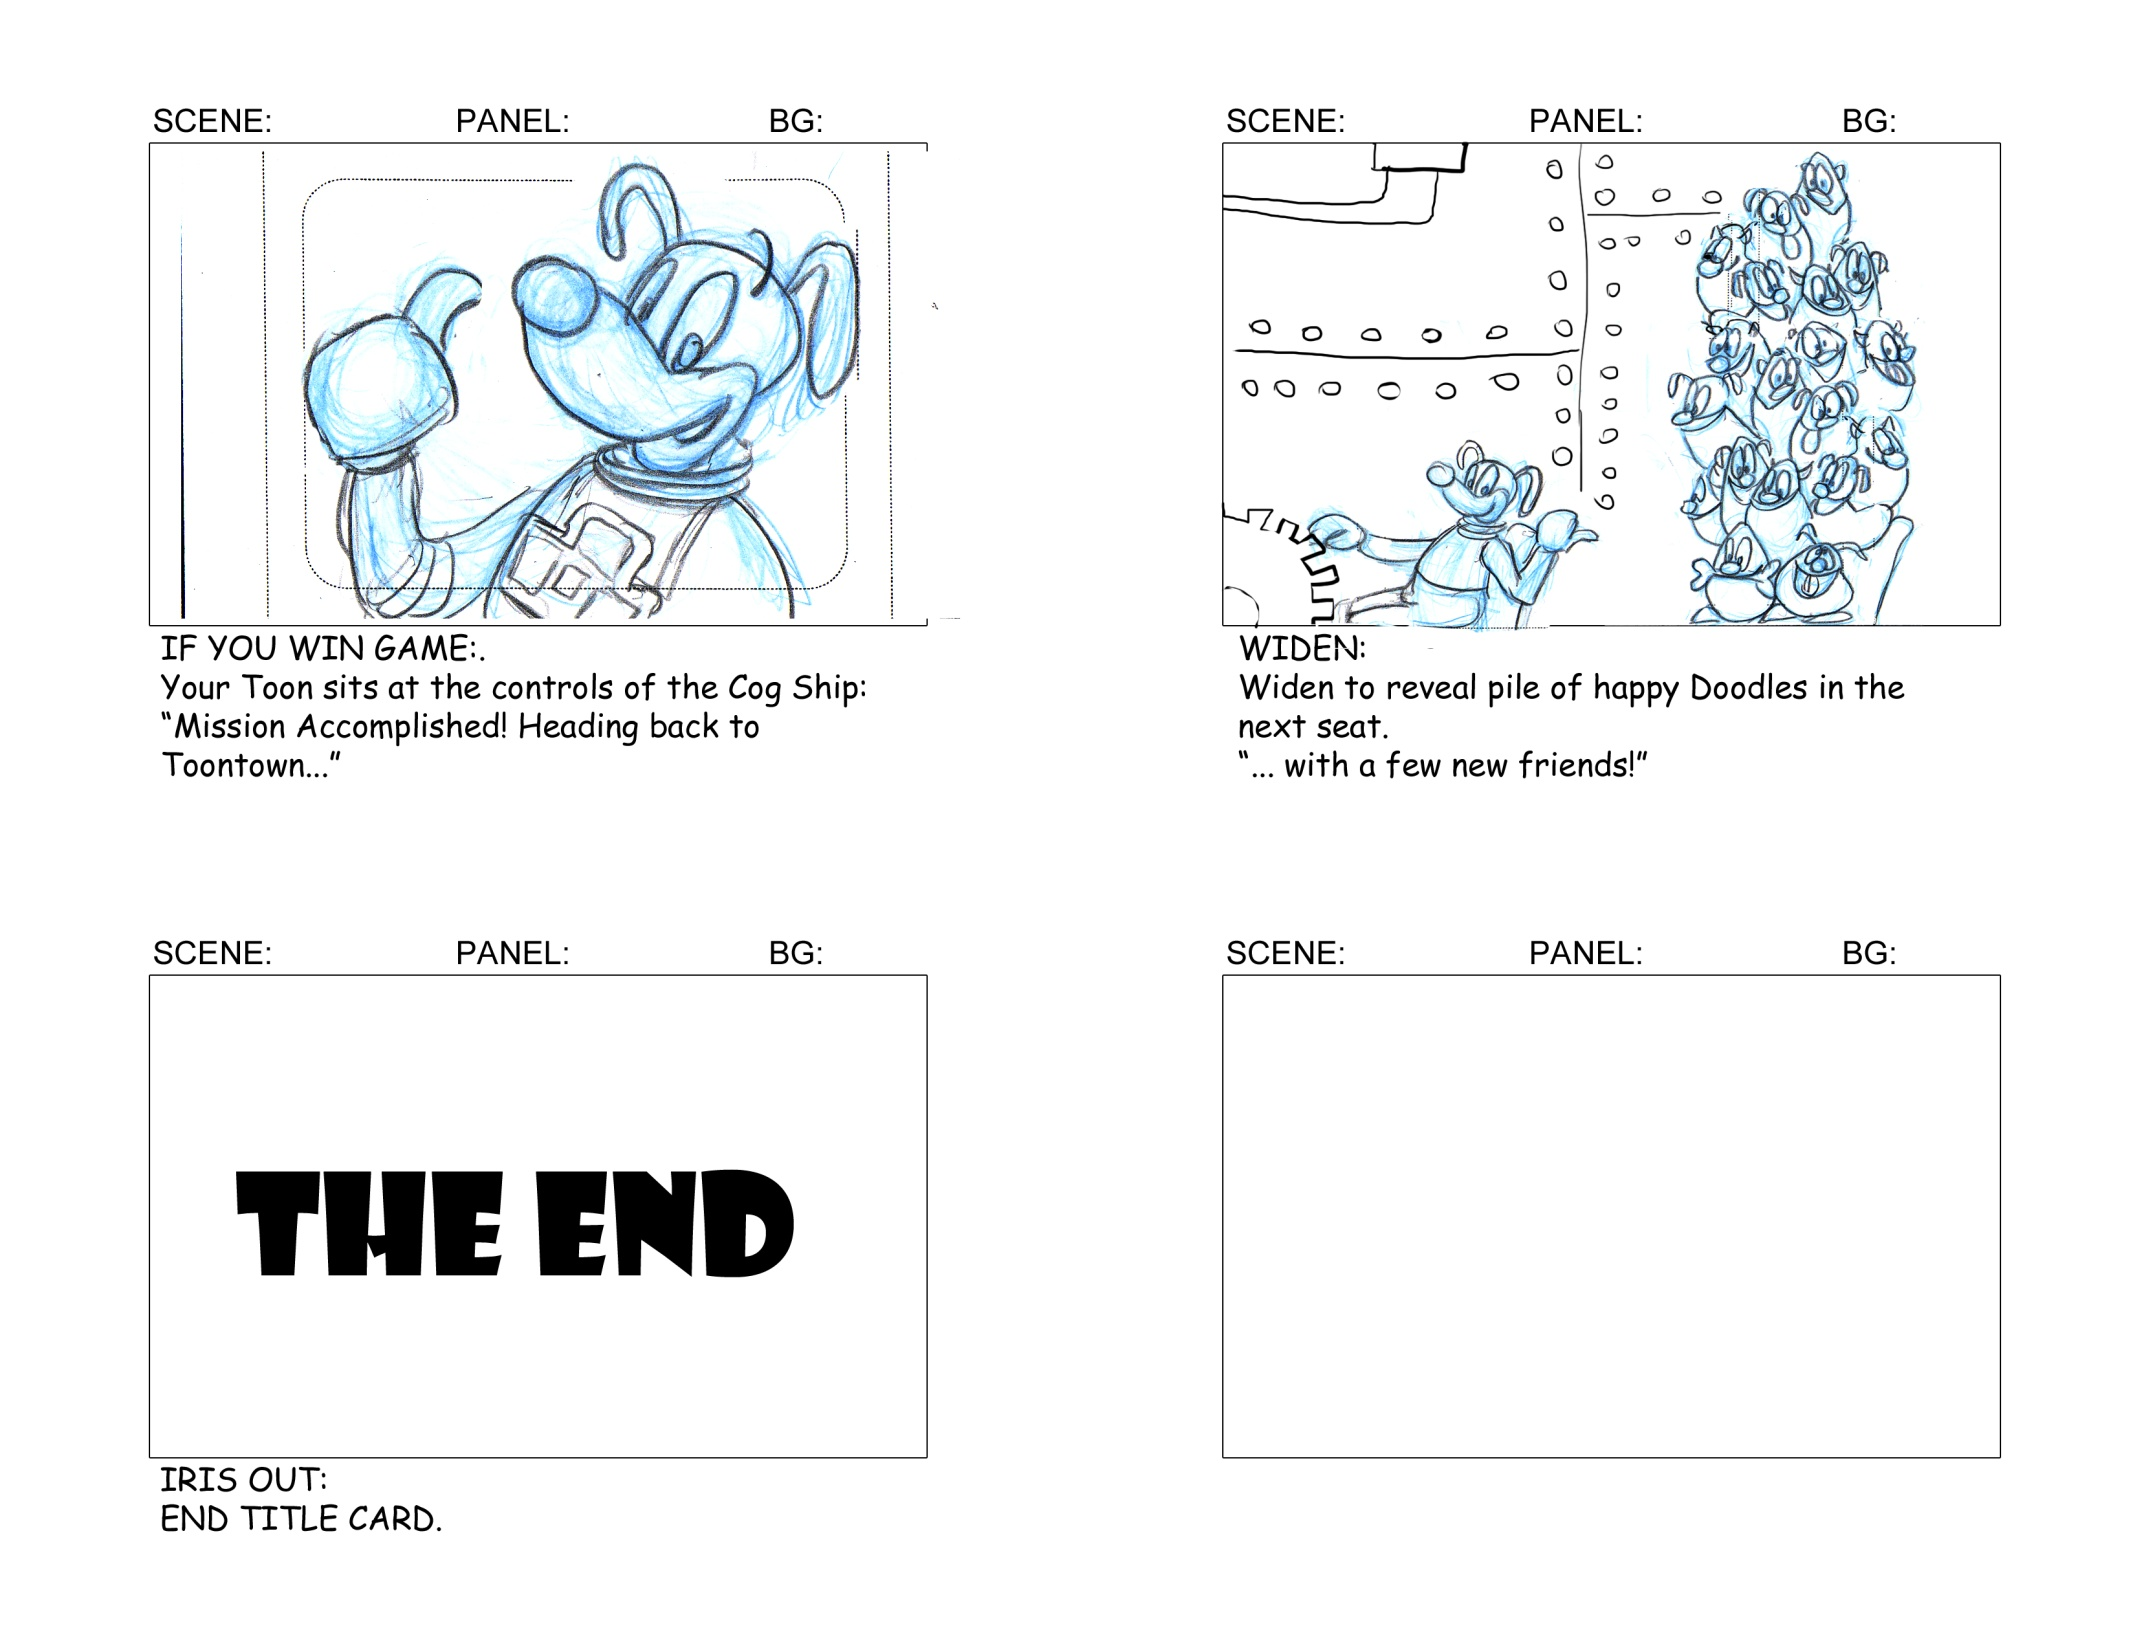 SCENE: PANEL: BG:
IF YOU WIN GAME:.
Your Toon sits at the controls of the Cog Ship:
“Mission Accomplished! Heading back to
Toontown...”
SCENE: PANEL: BG:
WIDEN:
Widen to reveal pile of happy Doodles in the
next seat.
“... with a few new friends!”
SCENE: PANEL: BG:
THE END
IRIS OUT:
END TITLE CARD.
SCENE: PANEL: BG: